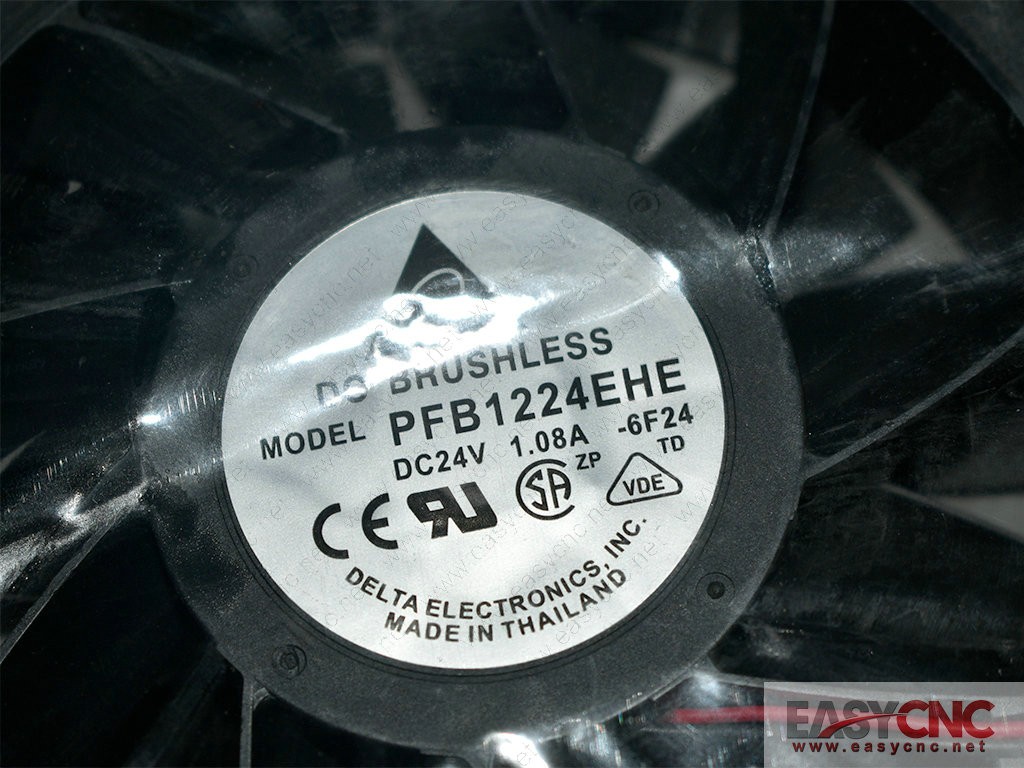 DC BRUSHLESS
MODEL PFB1224EHE
DC24V 1.08A -6F24
ZP TD
SA VDE
CE RU
DELTA ELECTRONICS, INC.
MADE IN THAILAND
EASYCNC
www.easycnc.net